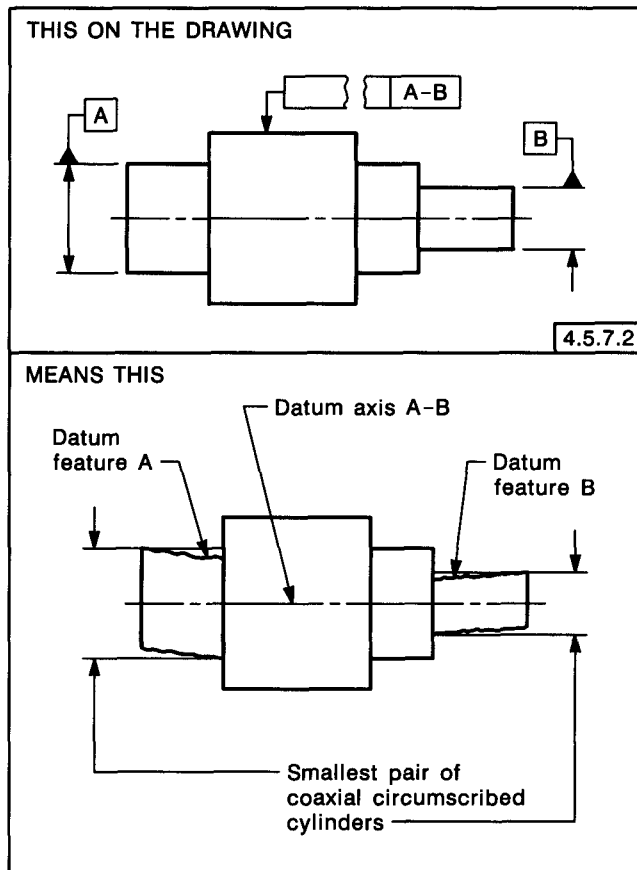 THIS ON THE DRAWING
A
A-B
B
4.5.7.2
MEANS THIS
Datum axis A-B
Datum
feature A
Datum
feature B
Smallest pair of
coaxial circumscribed
cylinders